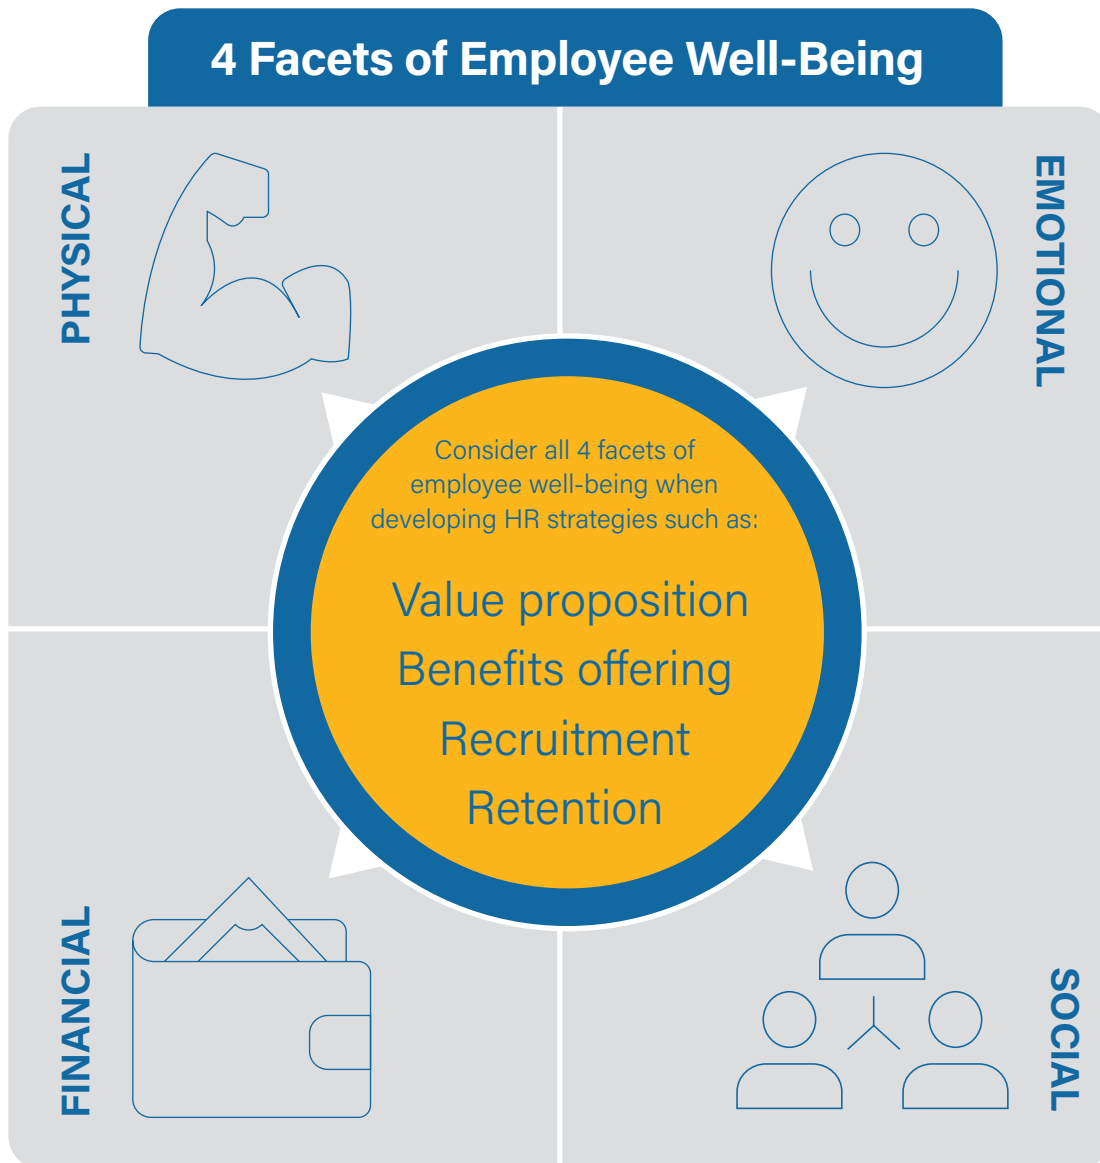 4 Facets of Employee Well-Being
PHYSICAL
EMOTIONAL
Consider all 4 facets of
employee well-being when
developing HR strategies such as:
Value proposition
Benefits offering
Recruitment
Retention
FINANCIAL
SOCIAL